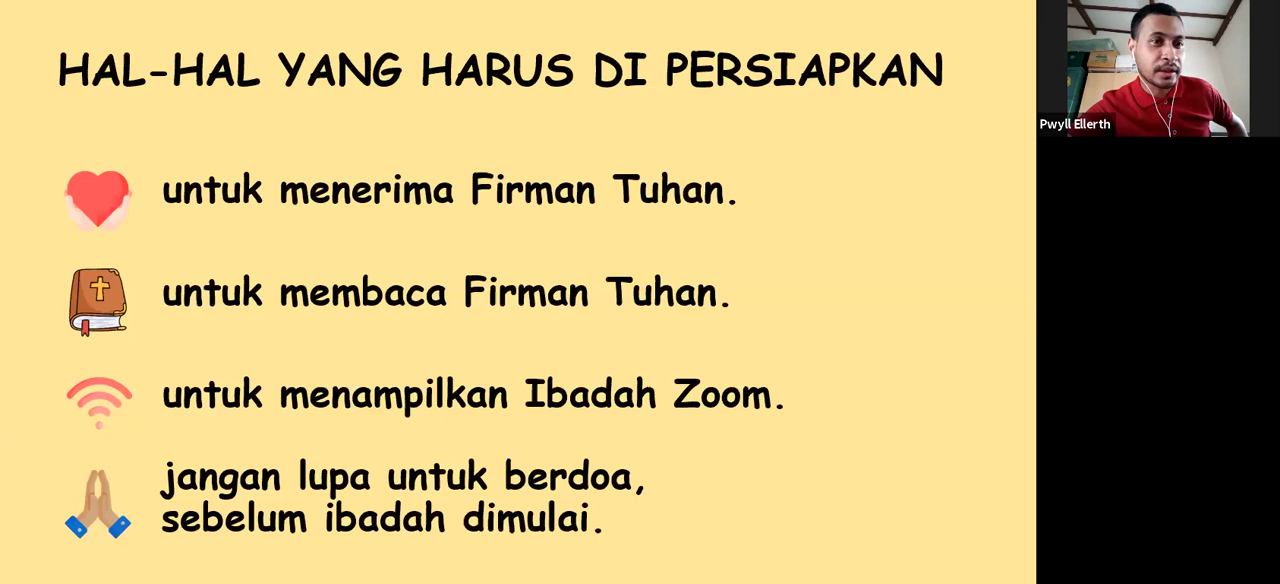 HAL-HAL YANG HARUS DI PERSIAPKAN
untuk menerima Firman Tuhan.
untuk membaca Firman Tuhan.
untuk menampilkan Ibadah Zoom.
jangan lupa untuk berdoa,
sebelum ibadah dimulai.
Pwyll Ellerth